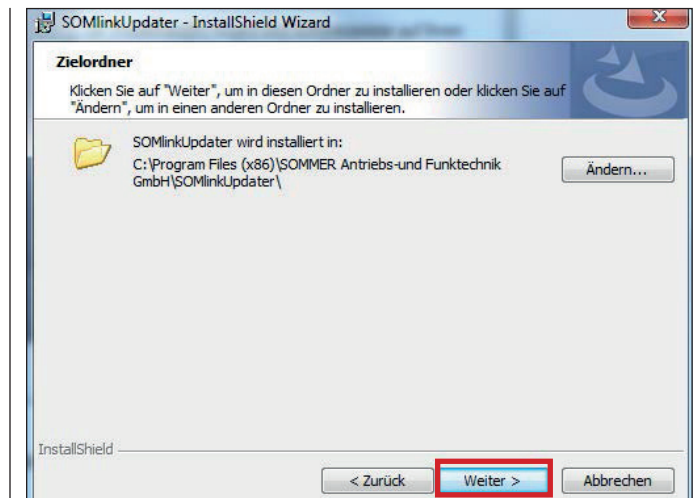 SOMlinkUpdater - InstallShield Wizard
Zielordner
Klicken Sie auf "Weiter", um in diesen Ordner zu installieren oder klicken Sie auf
"Ändern", um in einen anderen Ordner zu installieren.
SOMlinkUpdater wird installiert in:
C:\Program Files (x86)\SOMMER Antriebs-und Funktechnik
GmbH\SOMlinkUpdater\
Ändern...
InstallShield
< Zurück
Weiter >
Abbrechen